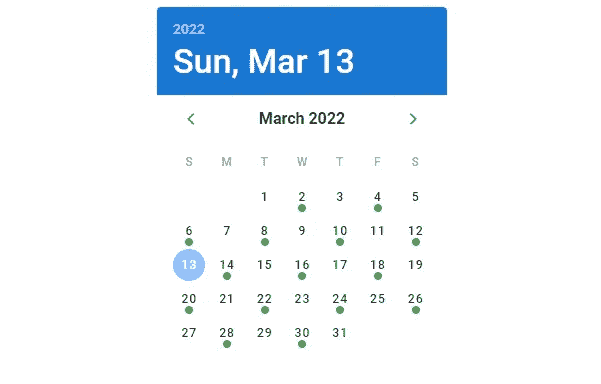 2022
Sun, Mar 13
March 2022
S M T W T F S
1 2 3 4 5
6 7 8 9 10 11 12
13 14 15 16 17 18 19
20 21 22 23 24 25 26
27 28 29 30 31